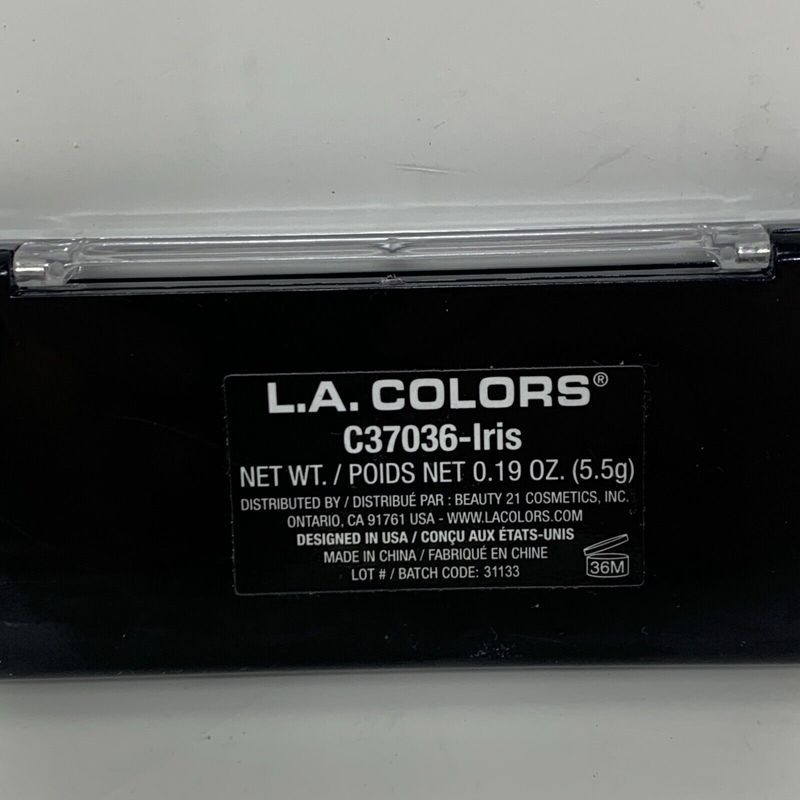 L.A. COLORS®
C37036-Iris
NET WT. / POIDS NET 0.19 OZ. (5.5g)
DISTRIBUTED BY / DISTRIBUÉ PAR : BEAUTY 21 COSMETICS, INC.
ONTARIO, CA 91761 USA - WWW.LACOLORS.COM
DESIGNED IN USA / CONÇU AUX ÉTATS-UNIS
MADE IN CHINA / FABRIQUÉ EN CHINE
LOT # / BATCH CODE: 31133
36M